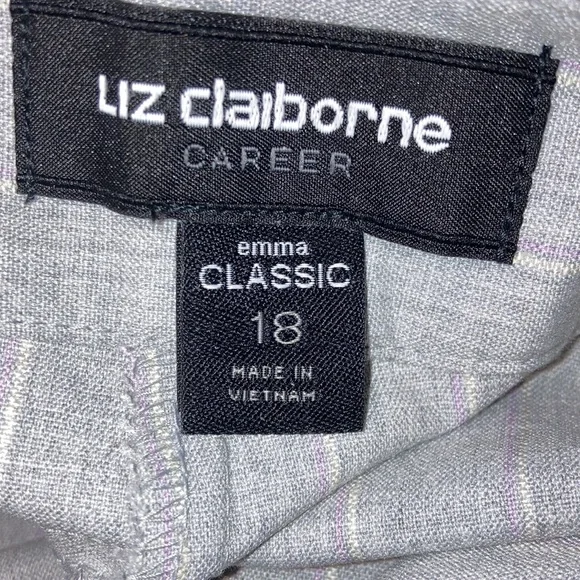 LIZ claiborne
CAREER
emma
CLASSIC
18
MADE IN
VIETNAM